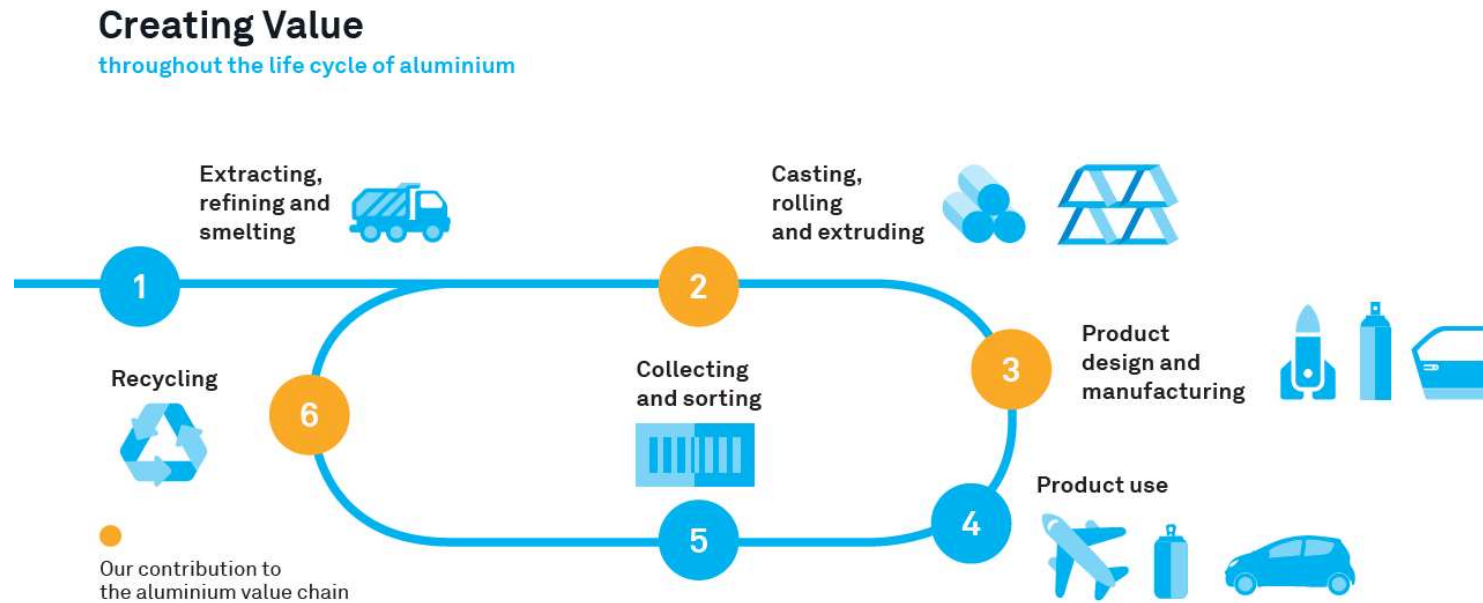 Creating Value
throughout the life cycle of aluminium
Extracting,
refining and
smelting
1
Casting,
rolling
and extruding
2
Product
design and
manufacturing
3
Product use
4
Collecting
and sorting
5
Recycling
6
Our contribution to
the aluminium value chain